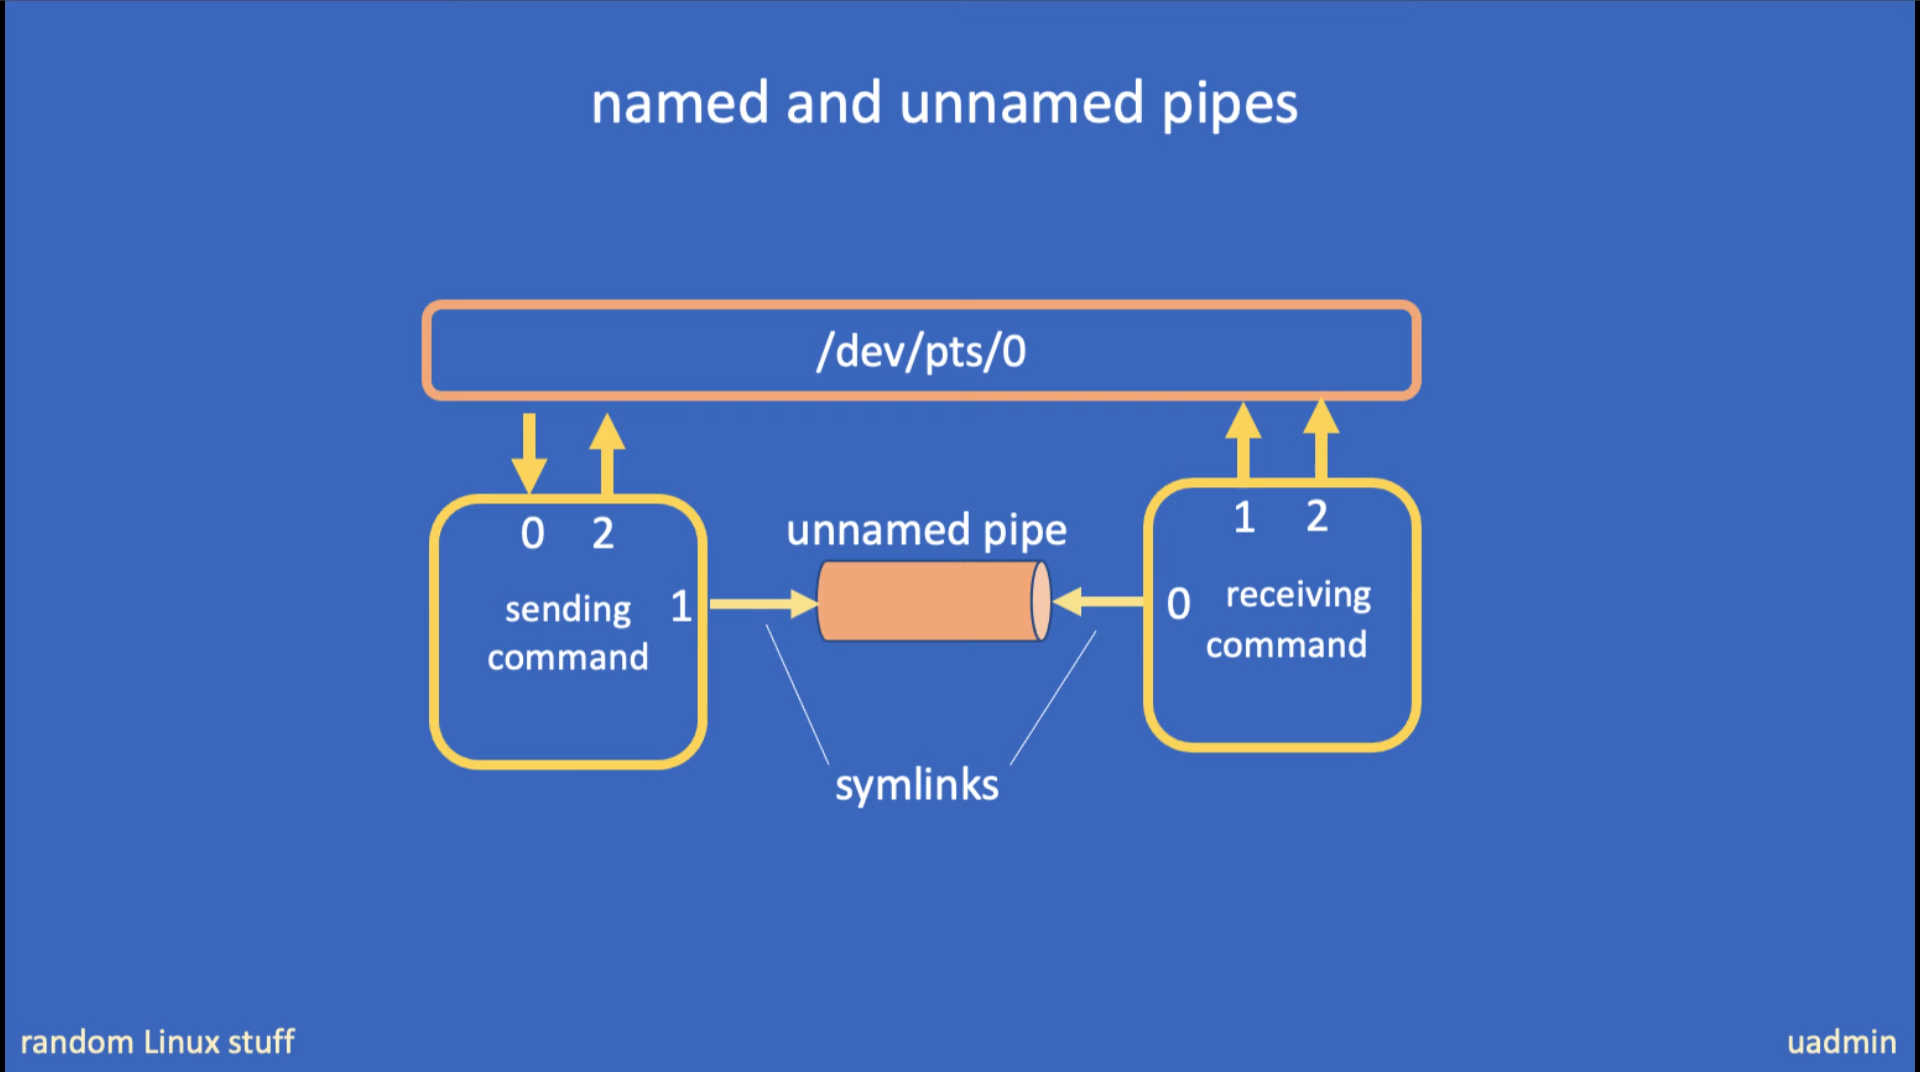 named and unnamed pipes
/dev/pts/0
0 2
sending
command
1
unnamed pipe
1 2
0
receiving
command
symlinks
random Linux stuff
uadmin